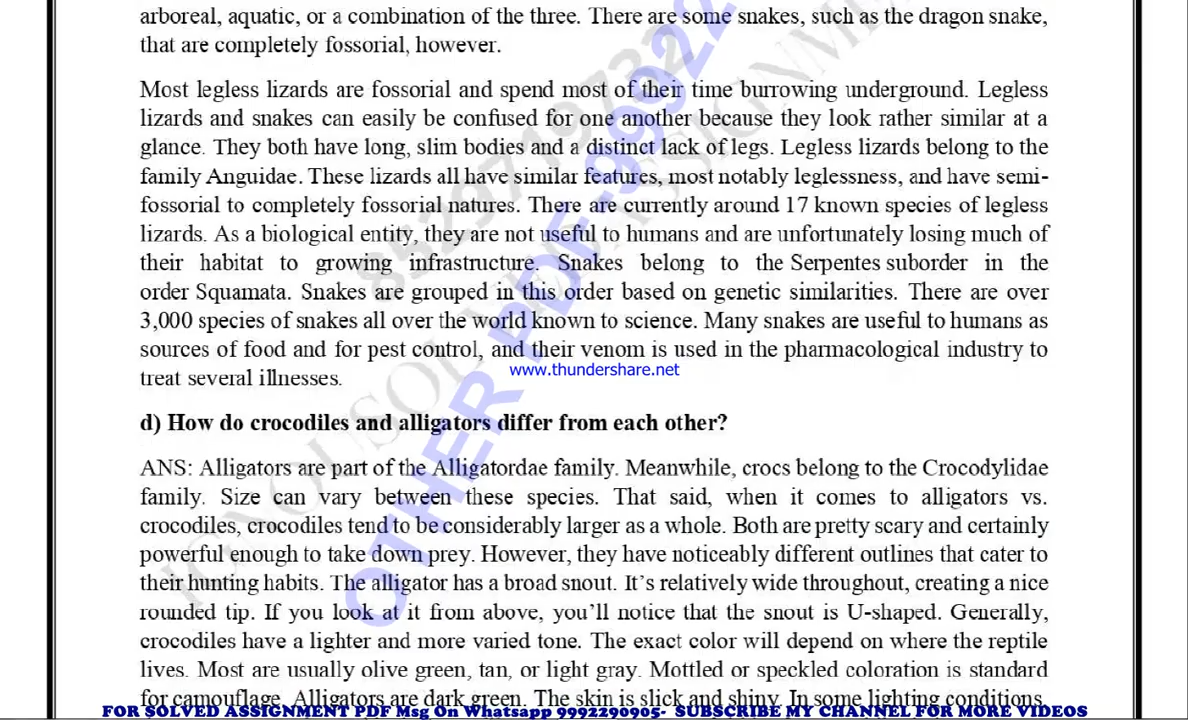 arboreal, aquatic, or a combination of the three. There are some snakes, such as the dragon snake,
that are completely fossorial, however.
Most legless lizards are fossorial and spend most of their time burrowing underground. Legless
lizards and snakes can easily be confused for one another because they look rather similar at a
glance. They both have long, slim bodies and a distinct lack of legs. Legless lizards belong to the
family Anguidae. These lizards all have similar features, most notably leglessness, and have semi-
fossorial to completely fossorial natures. There are currently around 17 known species of legless
lizards. As a biological entity, they are not useful to humans and are unfortunately losing much of
their habitat to growing infrastructure. Snakes belong to the Serpentes suborder in the
order Squamata. Snakes are grouped in this order based on genetic similarities. There are over
3,000 species of snakes all over the world known to science. Many snakes are useful to humans as
sources of food and for pest control, and their venom is used in the pharmacological industry to
www.thundershare.net
treat several illnesses.
d) How do crocodiles and alligators differ from each other?
ANS: Alligators are part of the Alligatordae family. Meanwhile, crocs belong to the Crocodylidae
family. Size can vary between these species. That said, when it comes to alligators vs.
crocodiles, crocodiles tend to be considerably larger as a whole. Both are pretty scary and certainly
powerful enough to take down prey. However, they have noticeably different outlines that cater to
their hunting habits. The alligator has a broad snout. It's relatively wide throughout, creating a nice
rounded tip. If you look at it from above, you'll notice that the snout is U-shaped. Generally,
crocodiles have a lighter and more varied tone. The exact color will depend on where the reptile
lives. Most are usually olive green, tan, or light gray. Mottled or speckled coloration is standard
for camouflage. Alligators are dark green. The skin is slick and shiny. In some lighting conditions,
FOR SOLVED ASSIGNMENT PDF Msg On Whatsapp 9992290905- SUBSCRIBE MY CHANNEL FOR MORE VIDEOS
OTHER PDF-99922